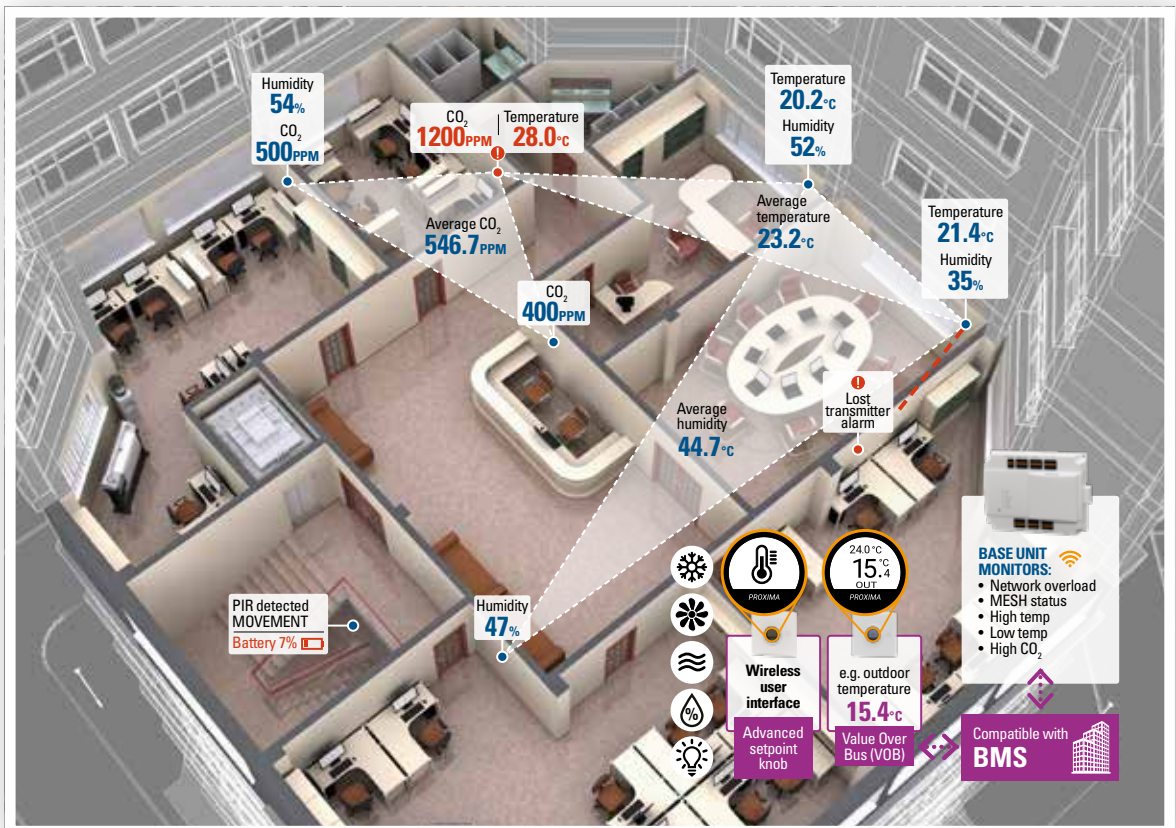 Humidity
54%
CO2
500PPM
CO2
1200PPM
Temperature
28.0°C
Temperature
20.2°C
Humidity
52%
Average CO2
546.7PPM
Average
temperature
23.2°C
Temperature
21.4°C
Humidity
35%
CO2
400PPM
!
Lost
transmitter
alarm
Average
humidity
44.7°C
PIR detected
MOVEMENT
Battery 7%
Humidity
47%
%
PROXIMA
Wireless
user
interface
Advanced
setpoint
knob
24.0°C
15.4°C
OUT
PROXIMA
e.g. outdoor
temperature
15.4°C
Value Over
Bus (VOB)
BASE UNIT
MONITORS:
• Network overload
• MESH status
• High temp
• Low temp
• High CO2
Compatible with
BMS